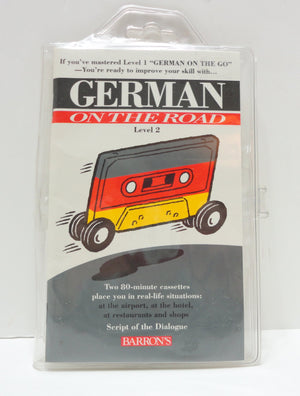 If you've mastered Level 1 "GERMAN ON THE GO"
—You're ready to improve your skill with...
GERMAN
ON THE ROAD
Level 2
Two 80-minute cassettes
place you in real-life situations:
at the airport, at the hotel,
at restaurants and shops
Script of the Dialogue
BARRON'S